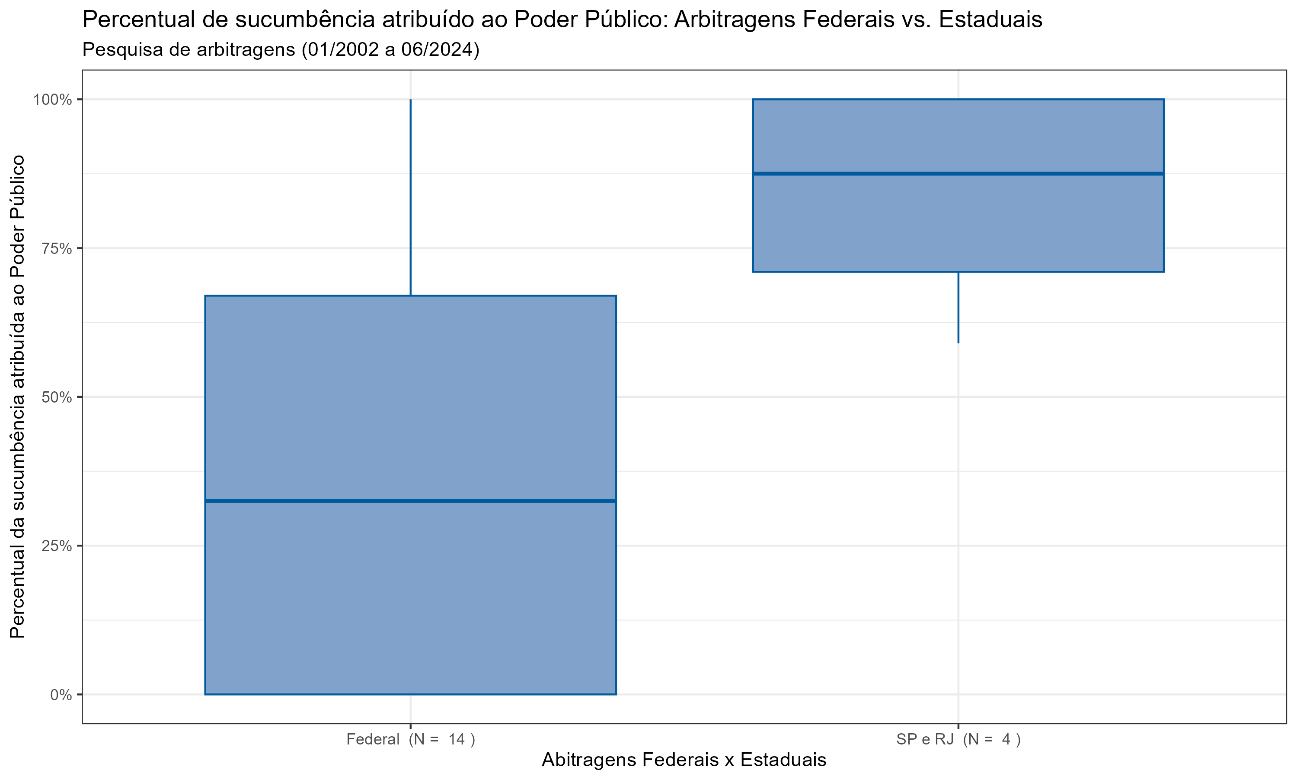 Percentual de sucumbência atribuído ao Poder Público: Arbitragens Federais vs. Estaduais
Pesquisa de arbitragens (01/2002 a 06/2024)
Percentual da sucumbência atribuída ao Poder Público
100%
75%
50%
25%
0%
Federal (N = 14 )
SP e RJ (N = 4 )
Abitragens Federais x Estaduais